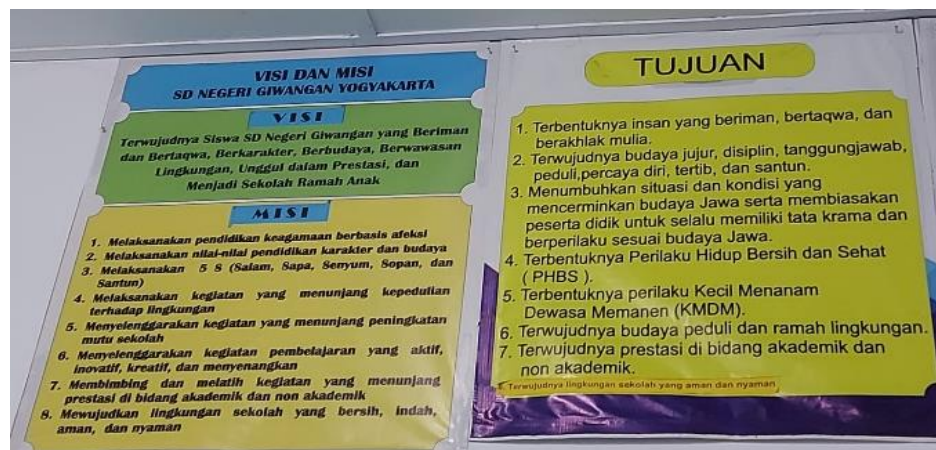 VISI DAN MISI
SD NEGERI GIWANGAN YOGYAKARTA
VISI
Terwujudnya Siswa SD Negeri Giwangan yang Beriman
dan Bertaqwa, Berkarakter, Berbudaya, Berwawasan
Lingkungan, Unggul dalam Prestasi, dan
Menjadi Sekolah Ramah Anak
MISI
1. Melaksanakan pendidikan keagamaan berbasis afeksi
2. Melaksanakan nilai-nilai pendidikan karakter dan budaya
3. Melaksanakan 5 S (Salam, Sapa, Senyum, Sopan, dan
Santun)
4. Melaksanakan kegiatan yang menunjang kepedulian
terhadap lingkungan
5. Menyelenggarakan kegiatan yang menunjang peningkatan
mutu sekolah
6. Menyelenggarakan kegiatan pembelajaran yang aktif,
inovatif, kreatif, dan menyenangkan
7. Membimbing dan melatih kegiatan yang menunjang
prestasi di bidang akademik dan non akademik
8. Mewujudkan lingkungan sekolah yang bersih, indah,
aman, dan nyaman
TUJUAN
1. Terbentuknya insan yang beriman, bertaqwa, dan
berakhlak mulia.
2. Terwujudnya budaya jujur, disiplin, tanggungjawab,
peduli,percaya diri, tertib, dan santun.
3. Menumbuhkan situasi dan kondisi yang
mencerminkan budaya Jawa serta membiasakan
peserta didik untuk selalu memiliki tata krama dan
berperilaku sesuai budaya Jawa.
4. Terbentuknya Perilaku Hidup Bersih dan Sehat
( PHBS ).
5. Terbentuknya perilaku Kecil Menanam
Dewasa Memanen (KMDM).
6. Terwujudnya budaya peduli dan ramah lingkungan.
7. Terwujudnya prestasi di bidang akademik dan
non akademik.
Terwujudnya lingkungan sekolah yang aman dan nyaman